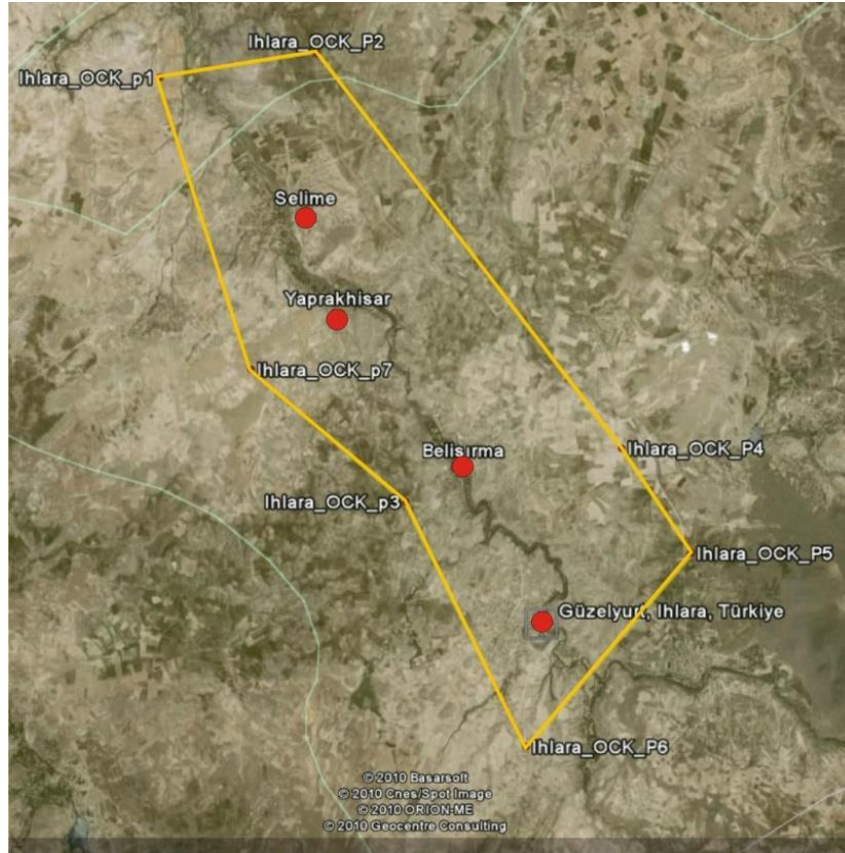 Ihlara_OCK_P2
Ihlara_OCK_p1
Selime
Yaprakhisar
Ihlara_OCK_p7
Ihlara_OCK_P4
Belisırma
Ihlara_OCK_p3
Ihlara_OCK_P5
Güzelyurt, Ihlara, Türkiye
Ihlara_OCK_P6
© 2010 Basarsoft
© 2010 Cnes/Spot Image
© 2010 ORION-ME
© 2010 Geocentre Consulting